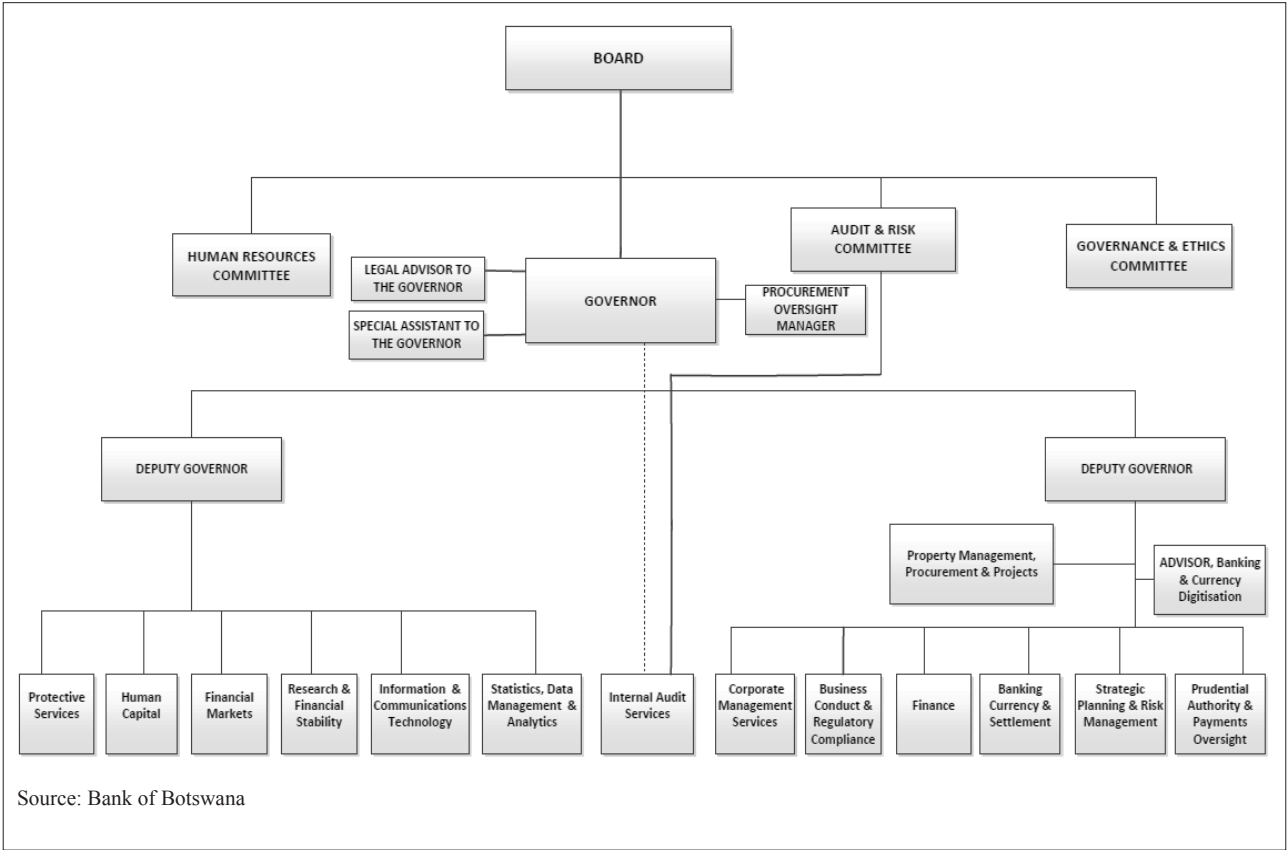 BOARD
HUMAN RESOURCES
COMMITTEE
AUDIT & RISK
COMMITTEE
GOVERNANCE & ETHICS
COMMITTEE
LEGAL ADVISOR TO
THE GOVERNOR
SPECIAL ASSISTANT TO
THE GOVERNOR
GOVERNOR
PROCUREMENT
OVERSIGHT
MANAGER
DEPUTY GOVERNOR
DEPUTY GOVERNOR
Property Management,
Procurement & Projects
ADVISOR, Banking
& Currency
Digitisation
Protective
Services
Human
Capital
Financial
Markets
Research &
Financial
Stability
Information &
Communications
Technology
Statistics, Data
Management &
Analytics
Internal Audit
Services
Corporate
Management
Services
Business
Conduct &
Regulatory
Compliance
Finance
Banking
Currency &
Settlement
Strategic
Planning & Risk
Management
Prudential
Authority &
Payments
Oversight
Source: Bank of Botswana